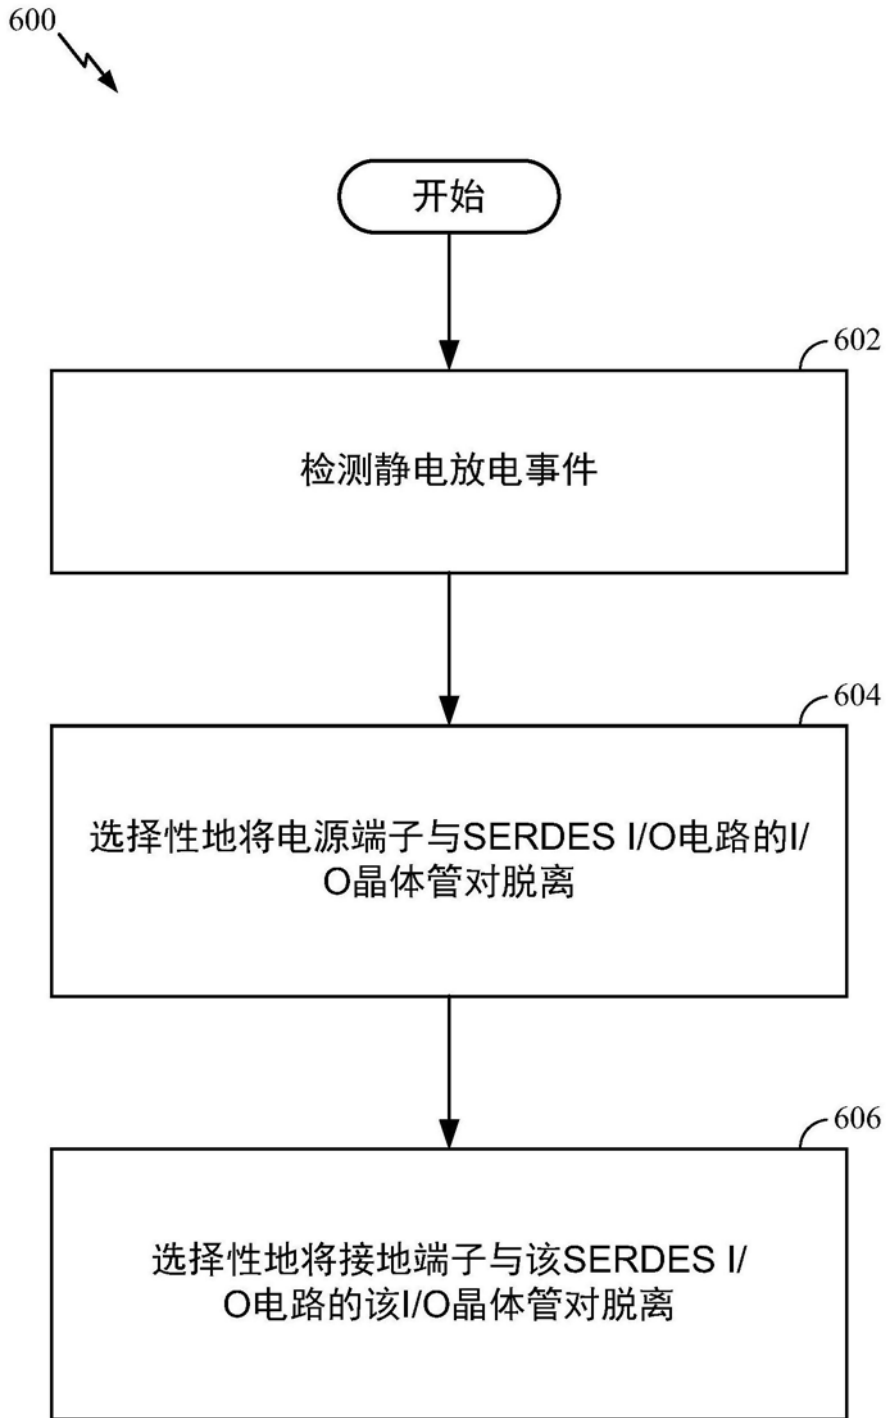 600
开始
602
检测静电放电事件
604
选择性地将电源端子与SERDES I/O电路的I/
O晶体管对脱离
606
选择性地将接地端子与该SERDES I/
O电路的该I/O晶体管对脱离